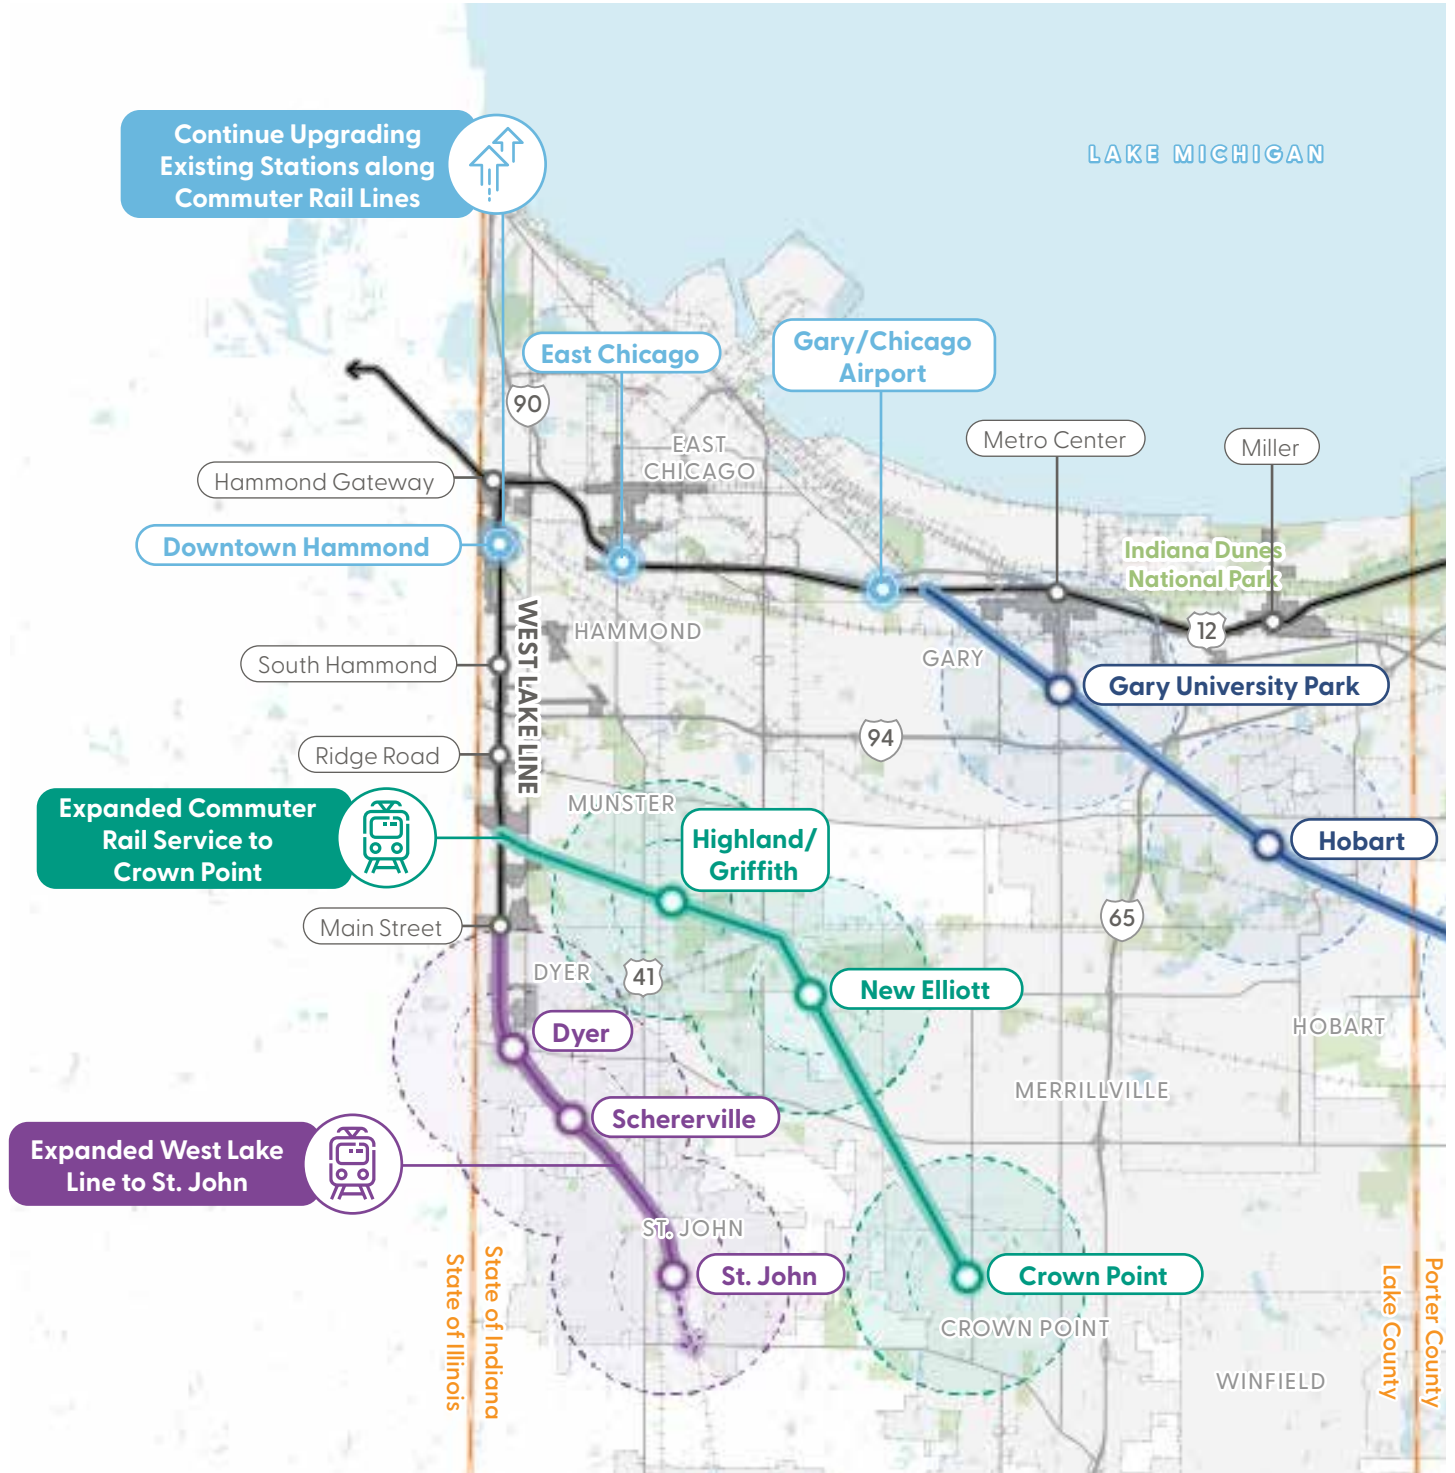 Continue Upgrading
Existing Stations along
Commuter Rail Lines
LAKE MICHIGAN
East Chicago
Gary/Chicago
Airport
90
Metro Center
Miller
EAST
CHICAGO
Hammond Gateway
Downtown Hammond
Indiana Dunes
National Park
HAMMOND
12
GARY
WEST LAKE LINE
South Hammond
Gary University Park
94
Ridge Road
MUNSTER
Expanded Commuter
Rail Service to
Crown Point
Highland/
Griffith
Hobart
Main Street
65
DYER
41
New Elliott
Dyer
HOBART
MERRILLVILLE
Schererville
Expanded West Lake
Line to St. John
ST. JOHN
St. John
Crown Point
State of Illinois
State of Indiana
Lake County
Porter County
CROWN POINT
WINFIELD